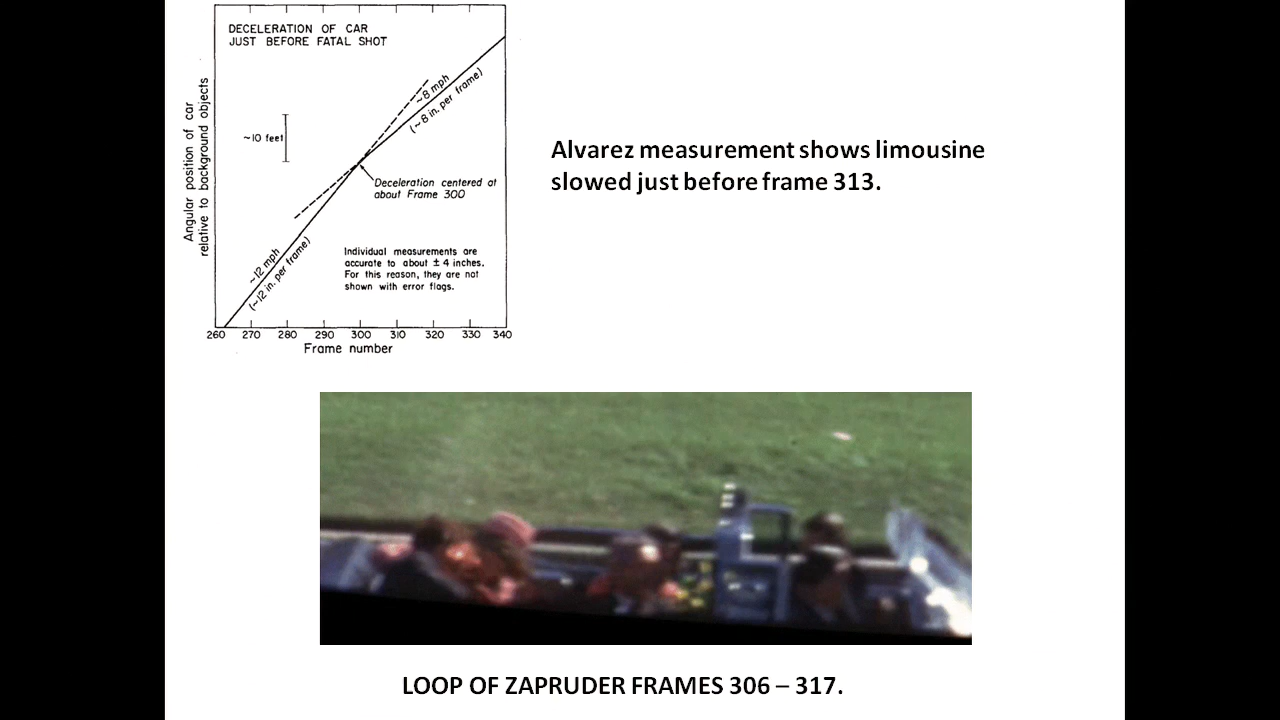 DECELERATION OF CAR
JUST BEFORE FATAL SHOT
Angular position of car
relative to background objects
~10 feet
~8 mph
(~8 in. per frame)
Deceleration centered at
about Frame 300
~12 mph
(~12 in. per frame)
Individual measurements are
accurate to about ± 4 inches.
For this reason, they are not
shown with error flags.
260 270 280 290 300 310 320 330 340
Frame number
Alvarez measurement shows limousine
slowed just before frame 313.
LOOP OF ZAPRUDER FRAMES 306 – 317.